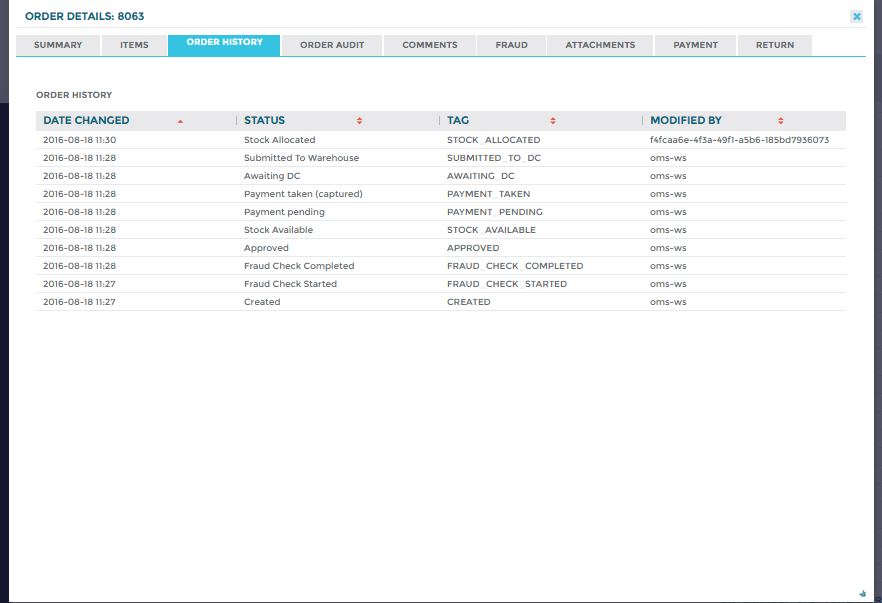 ORDER DETAILS: 8063
SUMMARY ITEMS ORDER HISTORY ORDER AUDIT COMMENTS FRAUD ATTACHMENTS PAYMENT RETURN
ORDER HISTORY
DATE CHANGED STATUS TAG MODIFIED BY
2016-08-18 11:30 Stock Allocated STOCK_ALLOCATED f4fcaa6e-4f3a-49f1-a5b6-185bd7936073
2016-08-18 11:28 Submitted To Warehouse SUBMITTED_TO_DC oms-ws
2016-08-18 11:28 Awaiting DC AWAITING_DC oms-ws
2016-08-18 11:28 Payment taken (captured) PAYMENT_TAKEN oms-ws
2016-08-18 11:28 Payment pending PAYMENT_PENDING oms-ws
2016-08-18 11:28 Stock Available STOCK_AVAILABLE oms-ws
2016-08-18 11:28 Approved APPROVED oms-ws
2016-08-18 11:28 Fraud Check Completed FRAUD_CHECK_COMPLETED oms-ws
2016-08-18 11:27 Fraud Check Started FRAUD_CHECK_STARTED oms-ws
2016-08-18 11:27 Created CREATED oms-ws